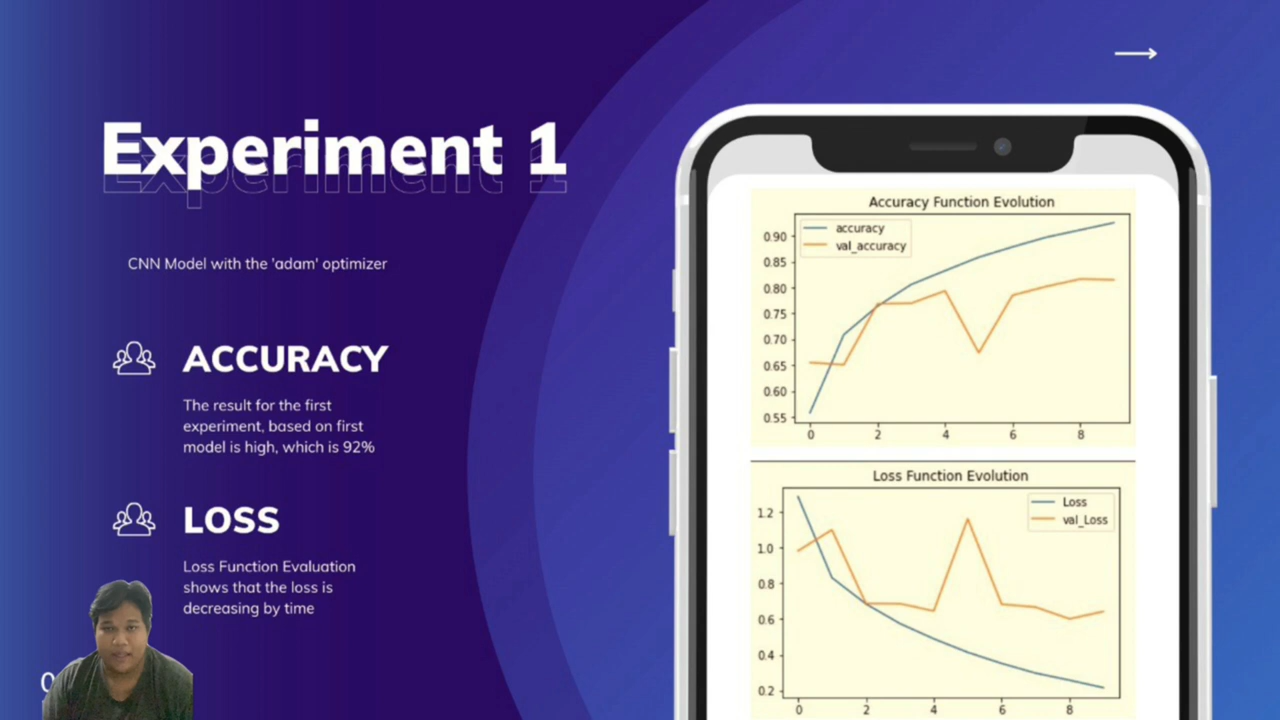 Experiment 1
CNN Model with the 'adam' optimizer
ACCURACY
The result for the first
experiment, based on first
model is high, which is 92%
LOSS
Loss Function Evaluation
shows that the loss is
decreasing by time
0
Accuracy Function Evolution
accuracy
val_accuracy
0.90
0.85
0.80
0.75
0.70
0.65
0.60
0.55
0 2 4 6 8
Loss Function Evolution
Loss
val_Loss
1.2
1.0
0.8
0.6
0.4
0.2
0 2 4 6 8